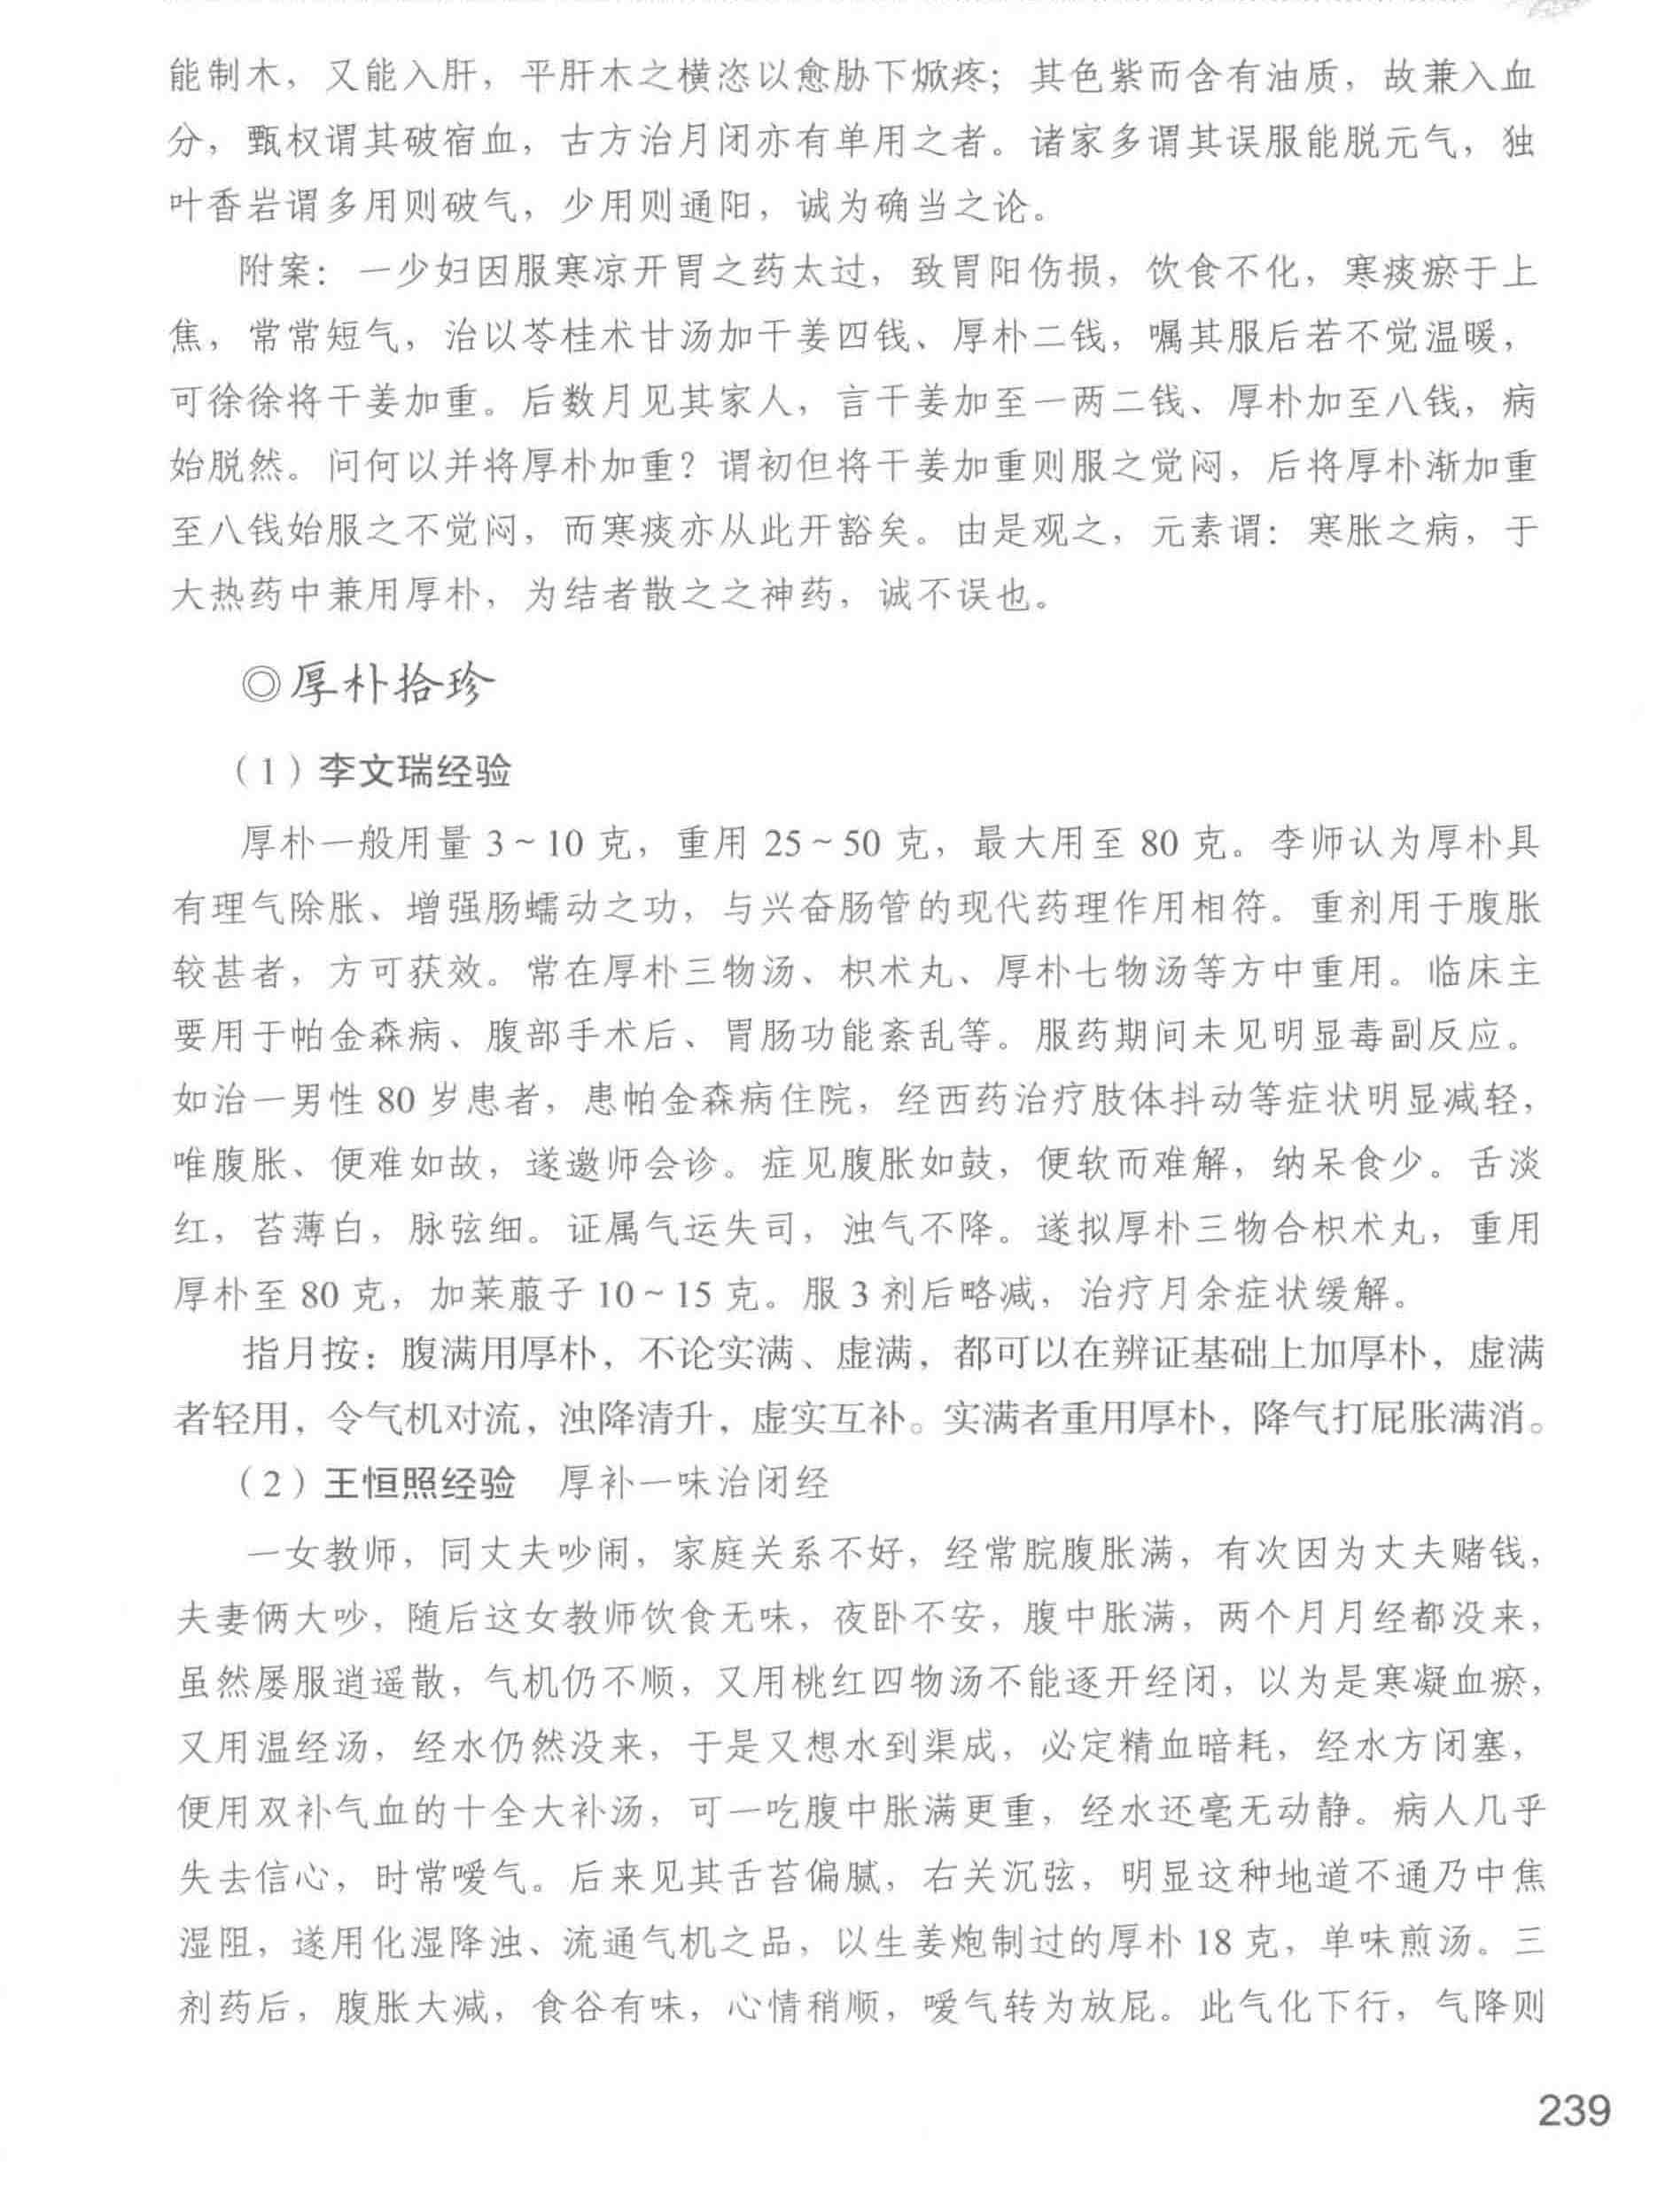 能制木，又能入肝，平肝木之横恣以愈胁下焮疼；其色紫而含有油质，故兼入血
分，甄权谓其破宿血，古方治月闭亦有单用之者。诸家多谓其误服能脱元气，独
叶香岩谓多用则破气，少用则通阳，诚为确当之论。
附案：一少妇因服寒凉开胃之药太过，致胃阳伤损，饮食不化，寒痰瘀于上
焦，常常短气，治以苓桂术甘汤加干姜四钱、厚朴二钱，嘱其服后若不觉温暖，
可徐徐将干姜加重。后数月见其家人，言干姜加至一两二钱、厚朴加至八钱，病
始脱然。问何以并将厚朴加重？谓初但将干姜加重则服之觉闷，后将厚朴渐加重
至八钱始服之不觉闷，而寒痰亦从此开豁矣。由是观之，元素谓：寒胀之病，于
大热药中兼用厚朴，为结者散之之神药，诚不误也。
◎厚朴拾珍
（1）李文瑞经验
厚朴一般用量 3~10 克，重用 25~50 克，最大用至 80 克。李师认为厚朴具
有理气除胀、增强肠蠕动之功，与兴奋肠管的现代药理作用相符。重剂用于腹胀
较甚者，方可获效。常在厚朴三物汤、枳术丸、厚朴七物汤等方中重用。临床主
要用于帕金森病、腹部手术后、胃肠功能紊乱等。服药期间未见明显毒副反应。
如治一男性 80 岁患者，患帕金森病住院，经西药治疗肢体抖动等症状明显减轻，
唯腹胀、便难如故，遂邀师会诊。症见腹胀如鼓，便软而难解，纳呆食少。舌淡
红，苔薄白，脉弦细。证属气运失司，浊气不降。遂拟厚朴三物合枳术丸，重用
厚朴至 80 克，加莱菔子 10~15 克。服 3 剂后略减，治疗月余症状缓解。
指月按：腹满用厚朴，不论实满、虚满，都可以在辨证基础上加厚朴，虚满
者轻用，令气机对流，浊降清升，虚实互补。实满者重用厚朴，降气打屁胀满消。
（2）王恒照经验　厚补一味治闭经
一女教师，同丈夫吵闹，家庭关系不好，经常脘腹胀满，有次因为丈夫赌钱，
夫妻俩大吵，随后这女教师饮食无味，夜卧不安，腹中胀满，两个月月经都没来，
虽然屡服逍遥散，气机仍不顺，又用桃红四物汤不能逐开经闭，以为是寒凝血瘀，
又用温经汤，经水仍然没来，于是又想水到渠成，必定精血暗耗，经水方闭塞，
便用双补气血的十全大补汤，可一吃腹中胀满更重，经水还毫无动静。病人几乎
失去信心，时常嗳气。后来见其舌苔偏腻，右关沉弦，明显这种地道不通乃中焦
湿阻，遂用化湿降浊、流通气机之品，以生姜炮制过的厚朴 18 克，单味煎汤。三
剂药后，腹胀大减，食谷有味，心情稍顺，嗳气转为放屁。此气化下行，气降则
239